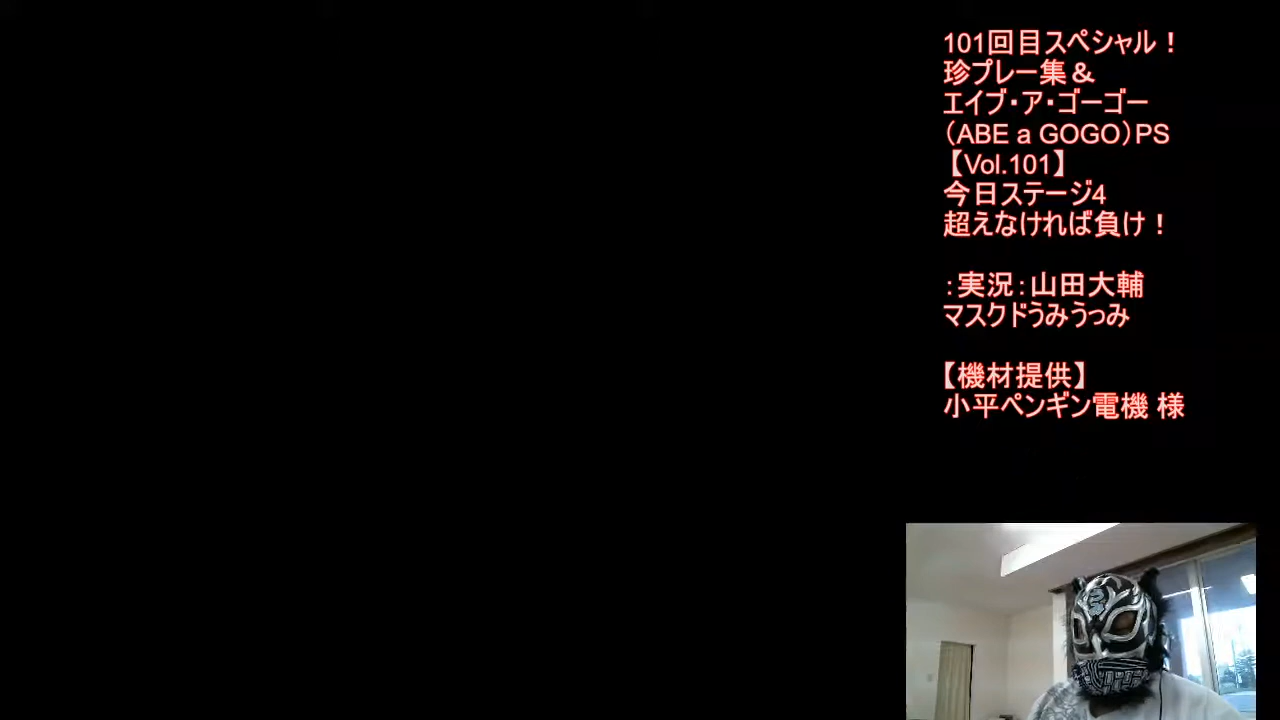 101回目スペシャル！
珍プレー集＆
エイブ・ア・ゴーゴー
（ABE a GOGO）PS
【Vol.101】
今日ステージ4
超えなければ負け！
：実況：山田大輔
マスクドうみうっみ
【機材提供】
小平ペンギン電機 様